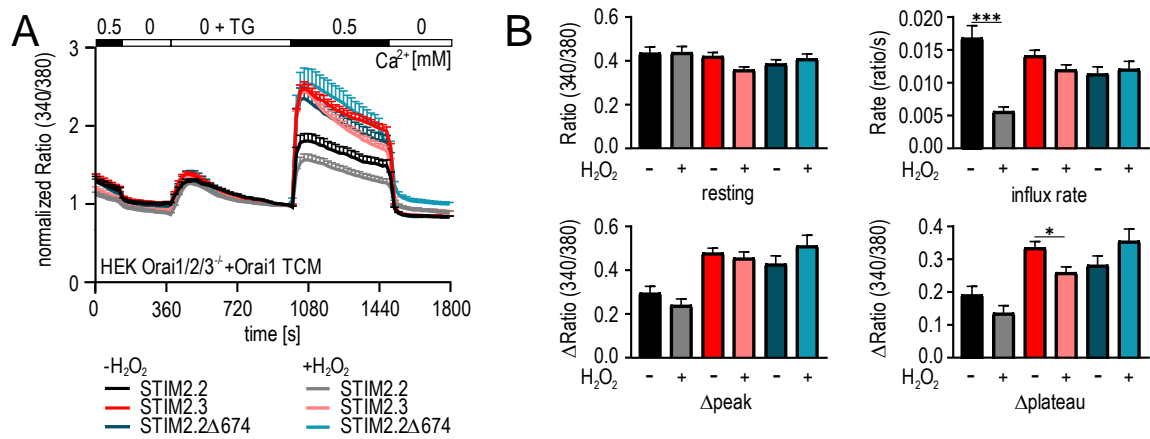 A
0.5 0 0 + TG 0.5 0
Ca²⁺ [mM]
normalized Ratio (340/380)
3
2
1
0
HEK Orai1/2/3⁻ᐟ⁻+Orai1 TCM
0 360 720 1080 1440 1800
time [s]
-H₂O₂ +H₂O₂
STIM2.2 STIM2.2
STIM2.3 STIM2.3
STIM2.2Δ674 STIM2.2Δ674
B
Ratio (340/380)
0.6
0.4
0.2
0.0
H₂O₂ - + - + - +
resting
Rate (ratio/s)
0.020
0.015
0.010
0.005
0.000
***
H₂O₂ - + - + - +
influx rate
ΔRatio (340/380)
0.6
0.4
0.2
0.0
H₂O₂ - + - + - +
Δpeak
ΔRatio (340/380)
0.4
0.3
0.2
0.1
0.0
*
H₂O₂ - + - + - +
Δplateau